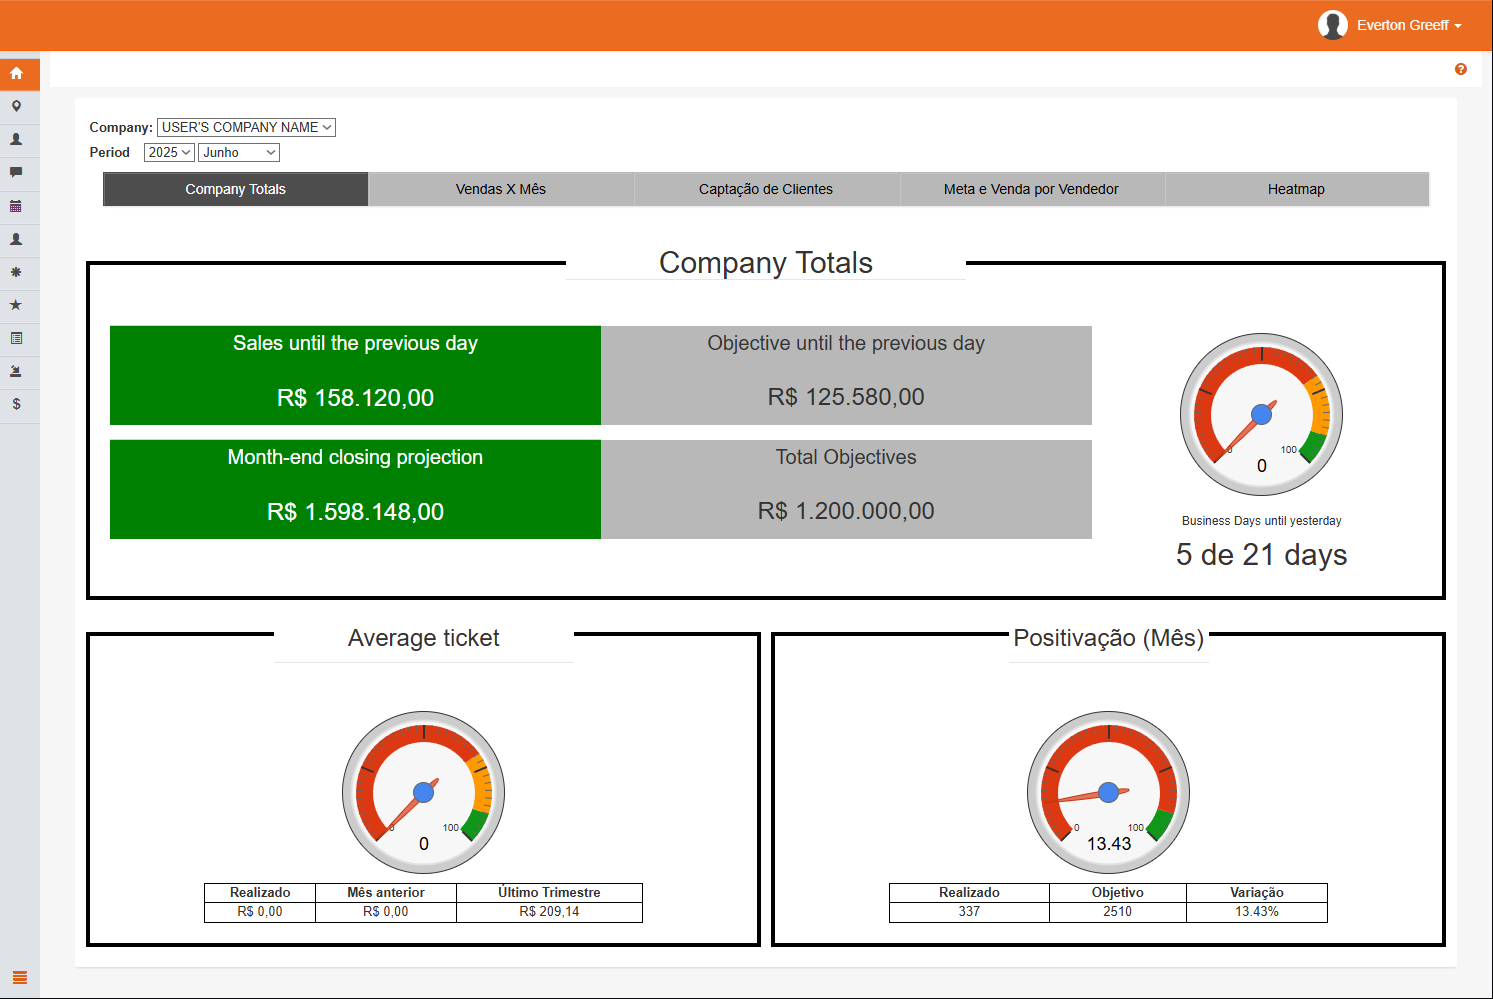 Everton Greeff
Company: USER'S COMPANY NAME
Period 2025 Junho
Company Totals Vendas X Mês Captação de Clientes Meta e Venda por Vendedor Heatmap
Company Totals
Sales until the previous day
R$ 158.120,00
Objective until the previous day
R$ 125.580,00
Month-end closing projection
R$ 1.598.148,00
Total Objectives
R$ 1.200.000,00
0 100
0
Business Days until yesterday
5 de 21 days
Average ticket
0 100
0
Realizado Mês anterior Último Trimestre
R$ 0,00 R$ 0,00 R$ 209,14
Positivação (Mês)
0 100
13.43
Realizado Objetivo Variação
337 2510 13.43%
$
?